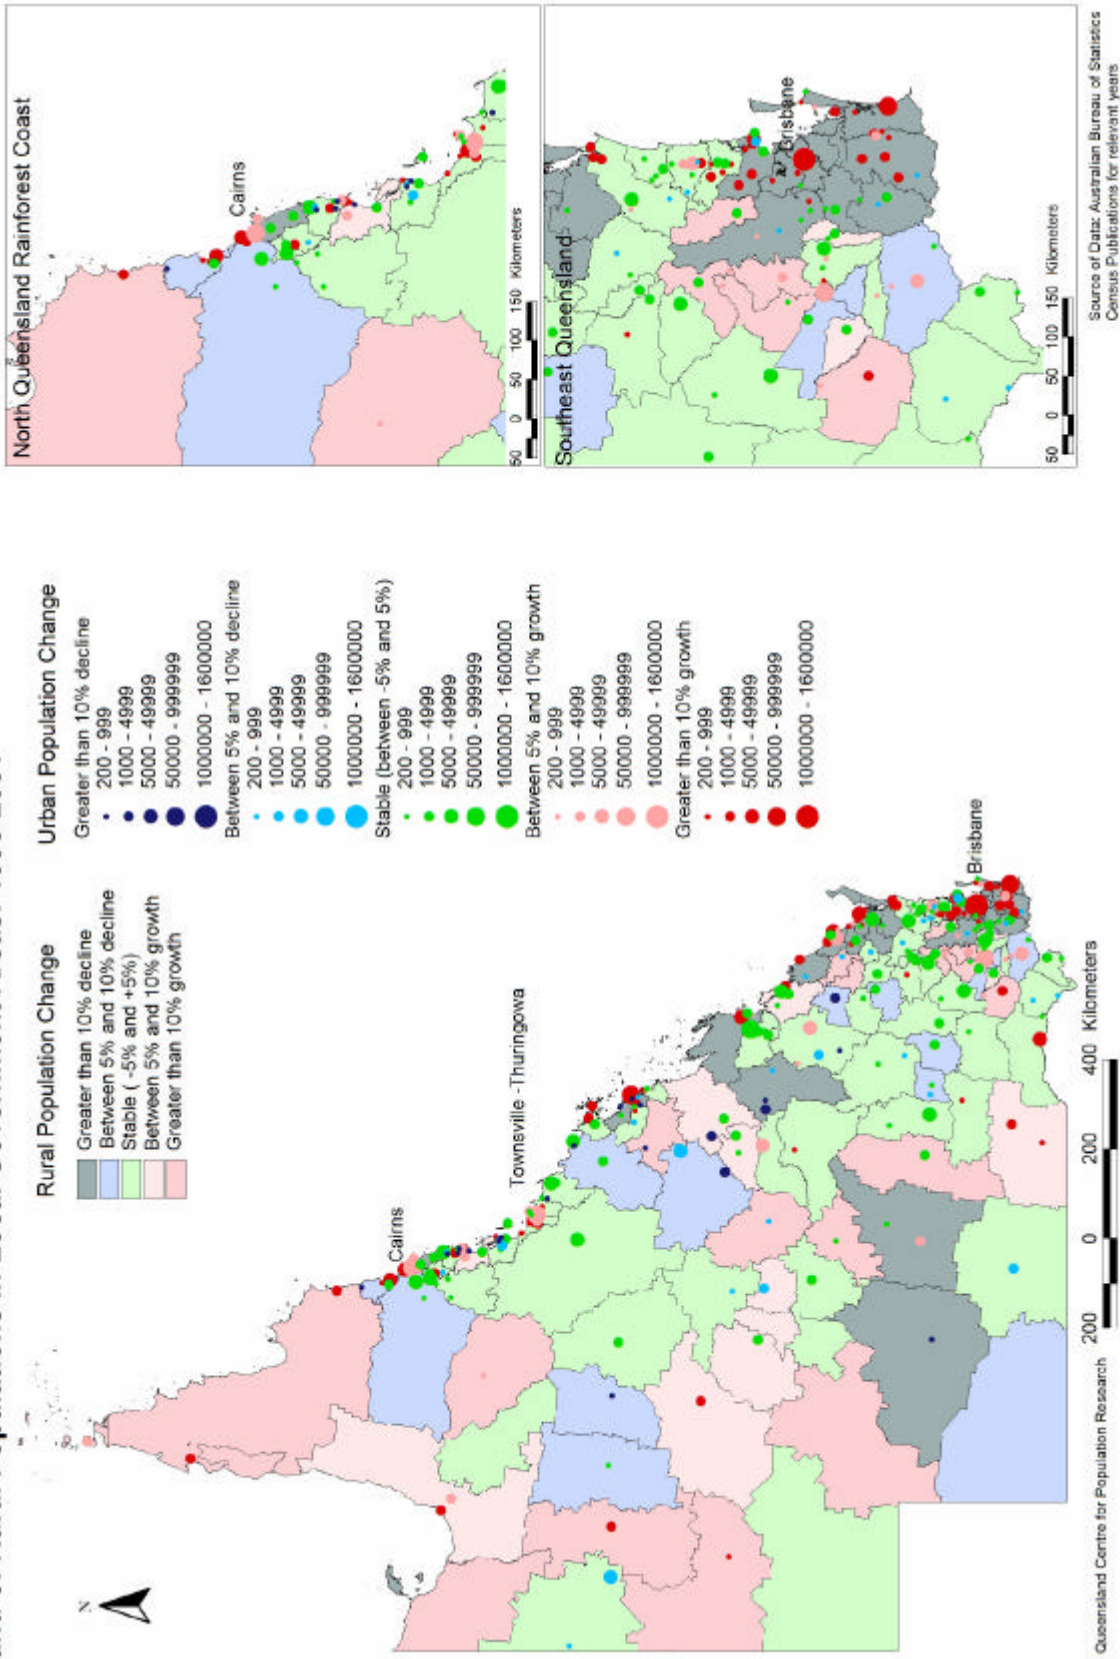 Rural Population Change
Greater than 10% decline
Between 5% and 10% decline
Stable ( -5% and +5%)
Between 5% and 10% growth
Greater than 10% growth
Urban Population Change
Greater than 10% decline
200 - 999
1000 - 4999
5000 - 49999
50000 - 999999
1000000 - 1600000
Between 5% and 10% decline
200 - 999
1000 - 4999
5000 - 49999
50000 - 999999
1000000 - 1600000
Stable (between -5% and 5%)
200 - 999
1000 - 4999
5000 - 49999
50000 - 999999
1000000 - 1600000
Between 5% and 10% growth
200 - 999
1000 - 4999
5000 - 49999
50000 - 999999
1000000 - 1600000
Greater than 10% growth
200 - 999
1000 - 4999
5000 - 49999
50000 - 999999
1000000 - 1600000
N
Cairns
Townsville -Thuringowa
Brisbane
200 0 200 400 Kilometers
Queensland Centre for Population Research
North Queensland Rainforest Coast
Cairns
50 0 50 100 150 Kilometers
Southeast Queensland
Brisbane
50 0 50 100 150 Kilometers
Source of Data: Australian Bureau of Statistics
Census Publications for relevant years